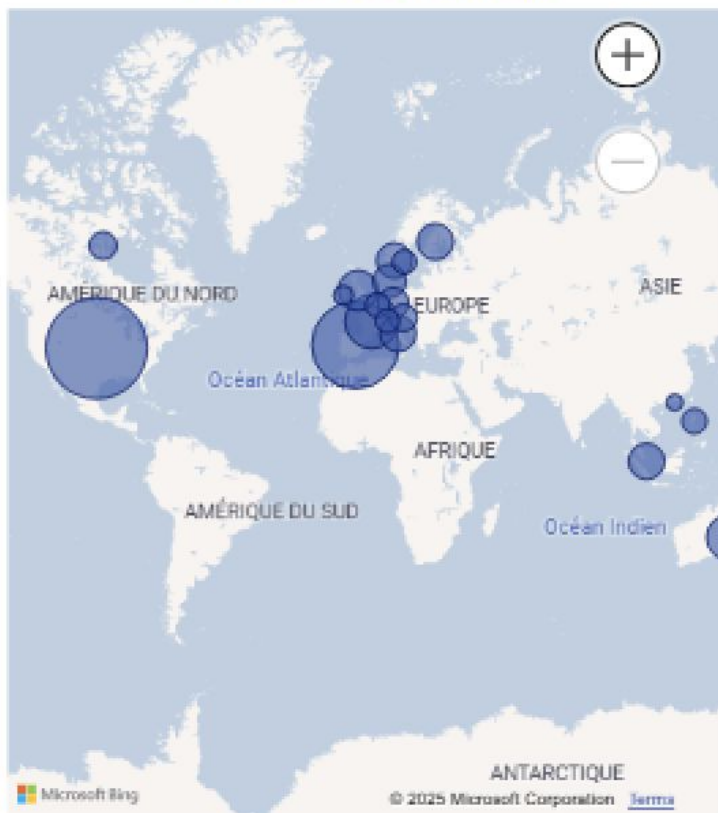 AMÉRIQUE DU NORD
EUROPE
ASIE
Océan Atlantique
AFRIQUE
AMÉRIQUE DU SUD
Océan Indien
ANTARCTIQUE
Microsoft Bing
© 2025 Microsoft Corporation Terms